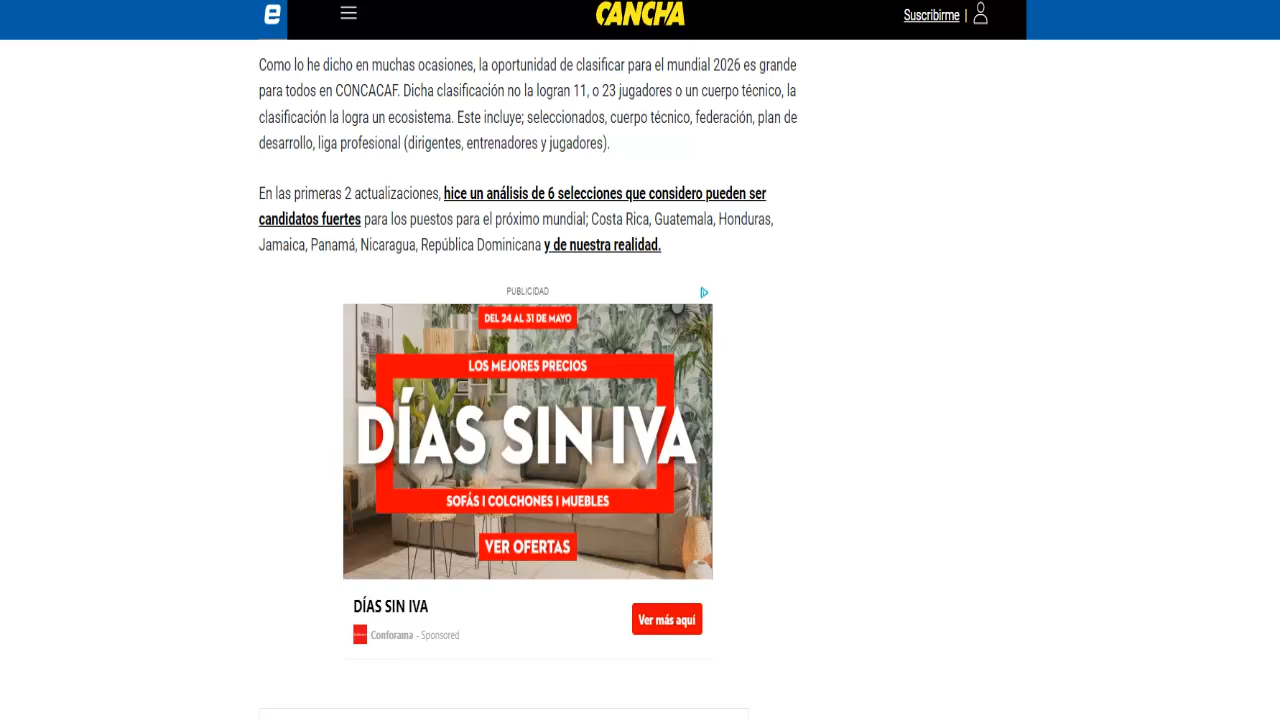 e
CANCHA
Suscribirme |
Como lo he dicho en muchas ocasiones, la oportunidad de clasificar para el mundial 2026 es grande
para todos en CONCACAF. Dicha clasificación no la logran 11, o 23 jugadores o un cuerpo técnico, la
clasificación la logra un ecosistema. Este incluye; seleccionados, cuerpo técnico, federación, plan de
desarrollo, liga profesional (dirigentes, entrenadores y jugadores).
En las primeras 2 actualizaciones, hice un análisis de 6 selecciones que considero pueden ser
candidatos fuertes para los puestos para el próximo mundial; Costa Rica, Guatemala, Honduras,
Jamaica, Panamá, Nicaragua, República Dominicana y de nuestra realidad.
PUBLICIDAD
DEL 24 AL 31 DE MAYO
LOS MEJORES PRECIOS
DÍAS SIN IVA
SOFÁS | COLCHONES | MUEBLES
VER OFERTAS
DÍAS SIN IVA
Ver más aquí
Conforama - Sponsored